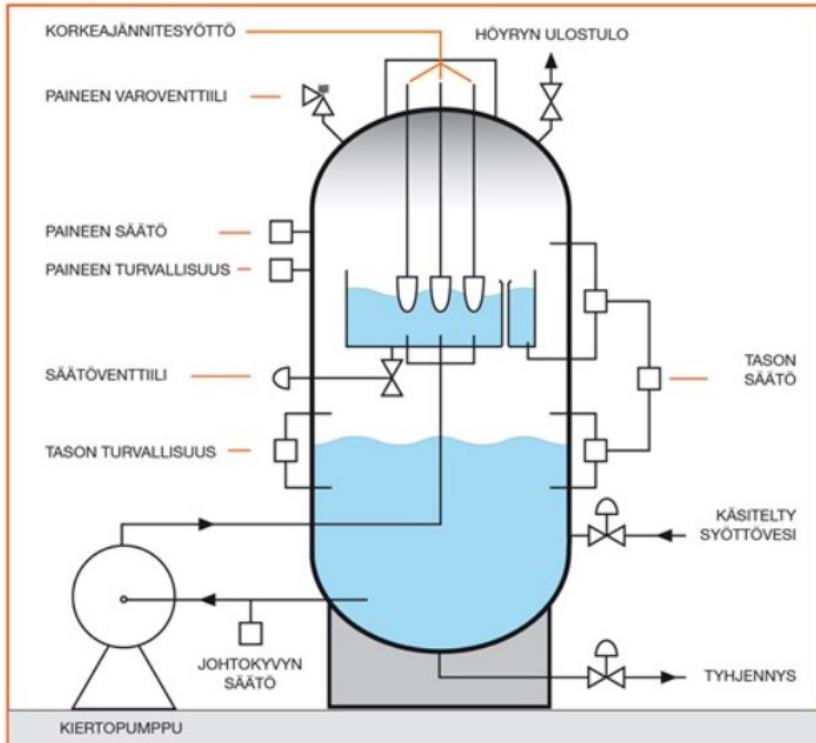 KORKEAJÄNNITESYÖTTÖ
HÖYRYN ULOSTULO
PAINEEN VAROVENTTIILI
PAINEEN SÄÄTÖ
PAINEEN TURVALLISUUS
SÄÄTÖVENTTIILI
TASON
SÄÄTÖ
TASON TURVALLISUUS
KÄSITELTY
SYÖTTÖVESI
JOHTOKYVYN
SÄÄTÖ
TYHJENNYS
KIERTOPUMPPU